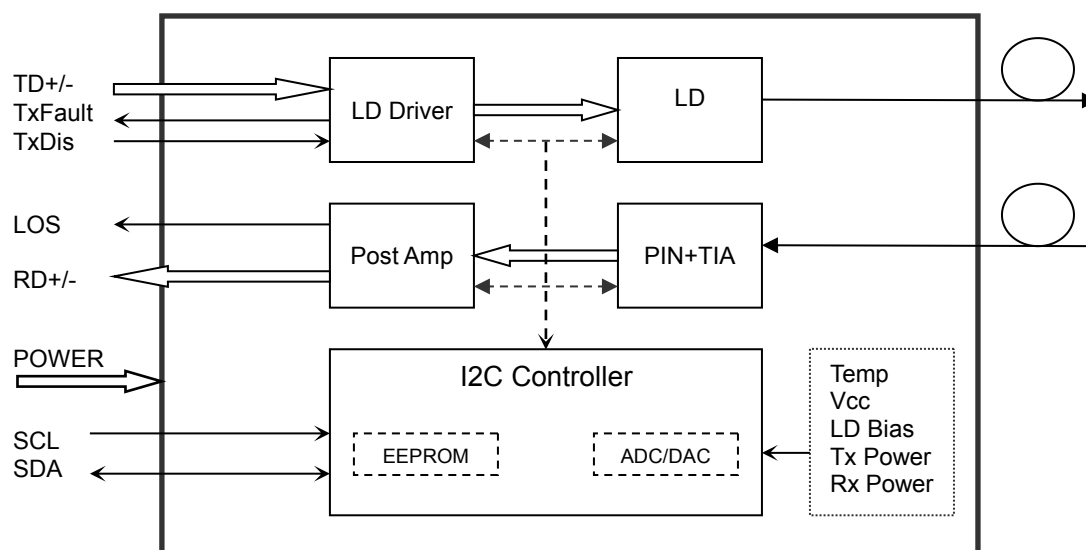 TD+/-
TxFault
TxDis
LD Driver
LD
LOS
RD+/-
Post Amp
PIN+TIA
POWER
SCL
SDA
I2C Controller
EEPROM
ADC/DAC
Temp
Vcc
LD Bias
Tx Power
Rx Power